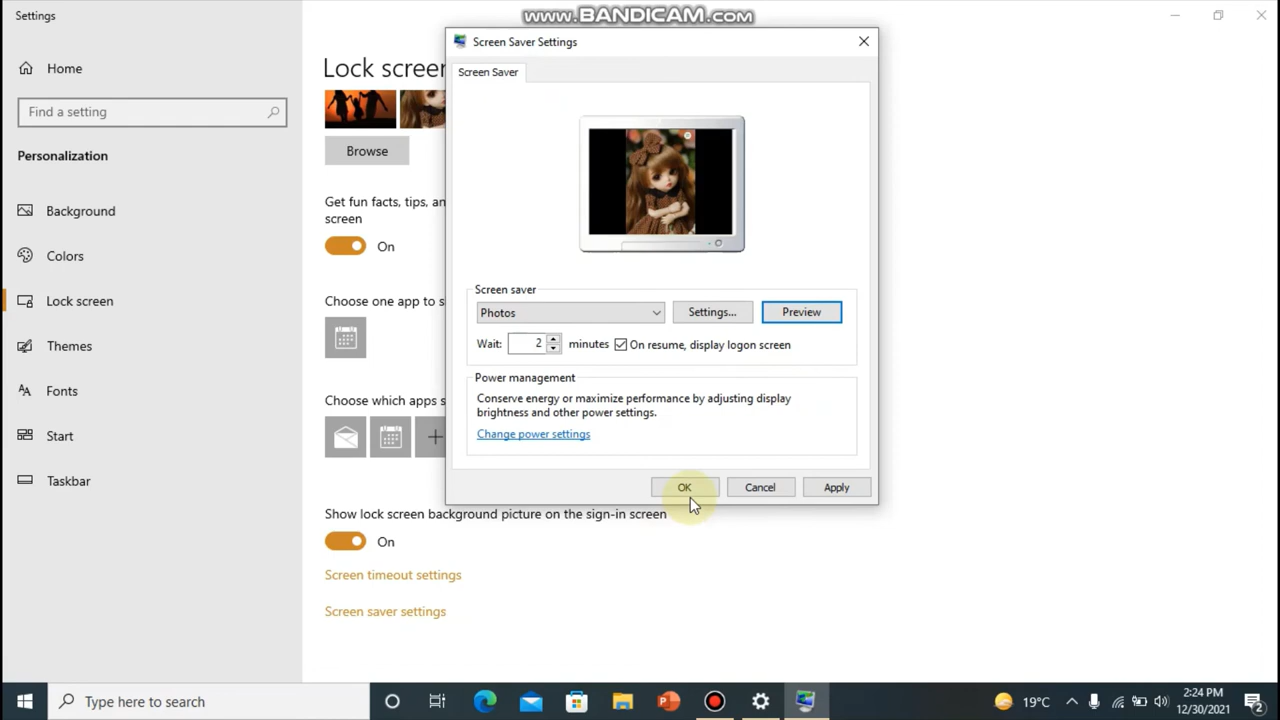 Settings
www.BANDICAM.com
Home
Find a setting
Personalization
Background
Colors
Lock screen
Themes
Fonts
Start
Taskbar
Lock screen
Browse
Get fun facts, tips, an
screen
On
Choose one app to s
Choose which apps s
Show lock screen background picture on the sign-in screen
On
Screen timeout settings
Screen saver settings
Screen Saver Settings
Screen Saver
Screen saver
Photos
Settings...
Preview
Wait: 2 minutes On resume, display logon screen
Power management
Conserve energy or maximize performance by adjusting display
brightness and other power settings.
Change power settings
OK
Cancel
Apply
Type here to search
19°C
2:24 PM
12/30/2021
2